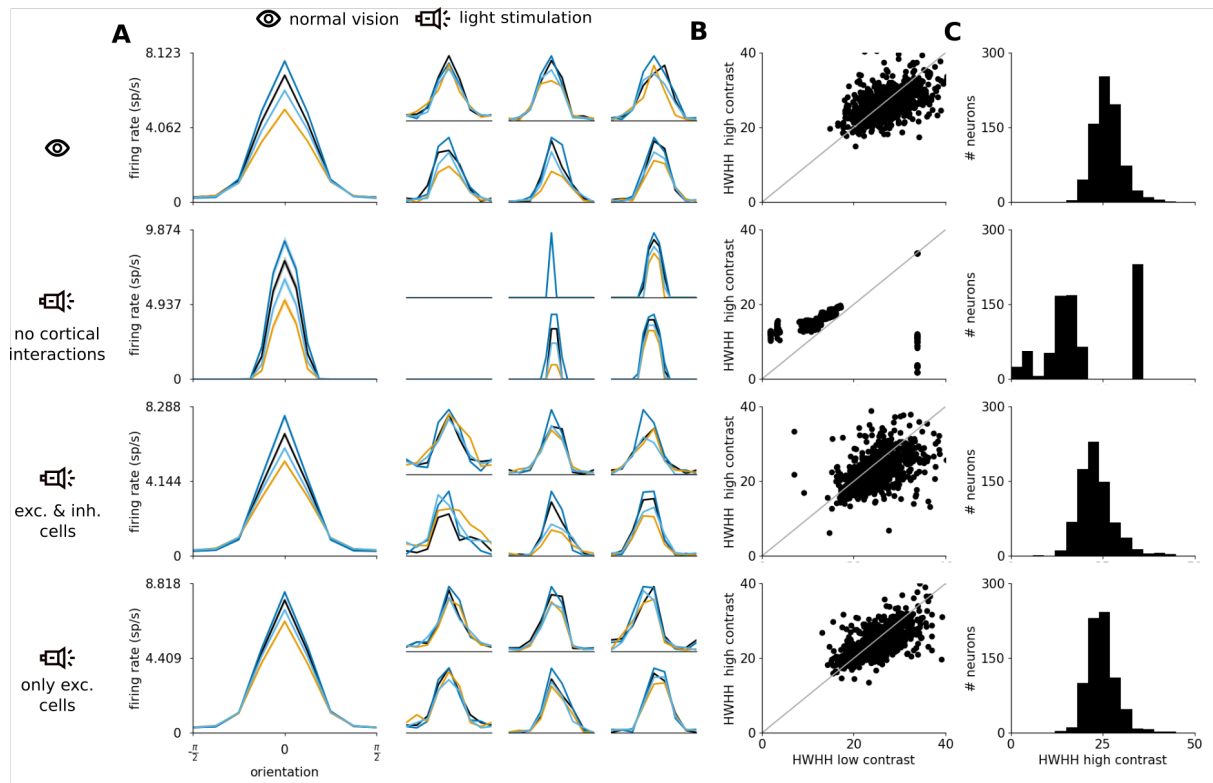 normal vision
light stimulation
A
B
C
8.123
4.062
0
firing rate (sp/s)
40
20
0
HWHH high contrast
300
150
0
# neurons
no cortical
interactions
9.874
4.937
0
firing rate (sp/s)
40
20
0
HWHH high contrast
300
150
0
# neurons
exc. & inh.
cells
8.288
4.144
0
firing rate (sp/s)
40
20
0
HWHH high contrast
300
150
0
# neurons
only exc.
cells
8.818
4.409
0
firing rate (sp/s)
-π/2
0
π/2
orientation
40
20
0
HWHH high contrast
0
20
40
HWHH low contrast
300
150
0
# neurons
0
25
50
HWHH high contrast